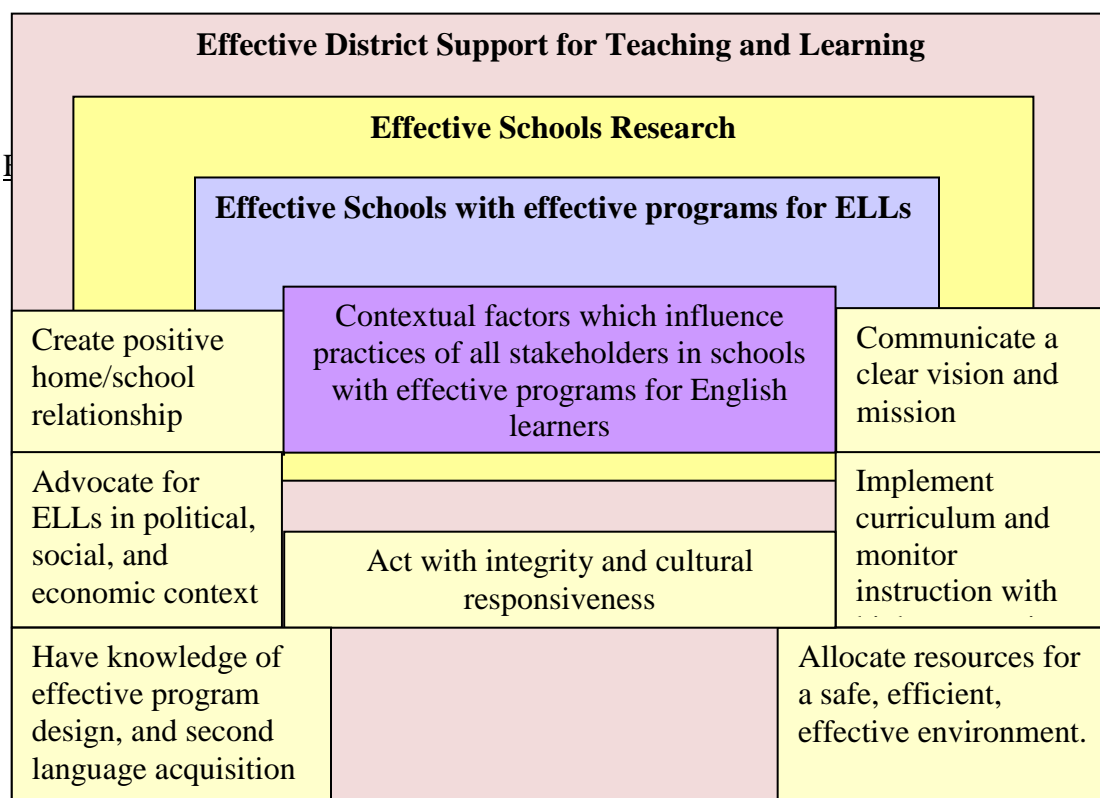 Effective District Support for Teaching and Learning
Effective Schools Research
Effective Schools with effective programs for ELLs
Contextual factors which influence
practices of all stakeholders in schools
with effective programs for English
learners
Create positive
home/school
relationship
Communicate a
clear vision and
mission
Advocate for
ELLs in political,
social, and
economic context
Act with integrity and cultural
responsiveness
Implement
curriculum and
monitor
instruction with
Have knowledge of
effective program
design, and second
language acquisition
Allocate resources for
a safe, efficient,
effective environment.